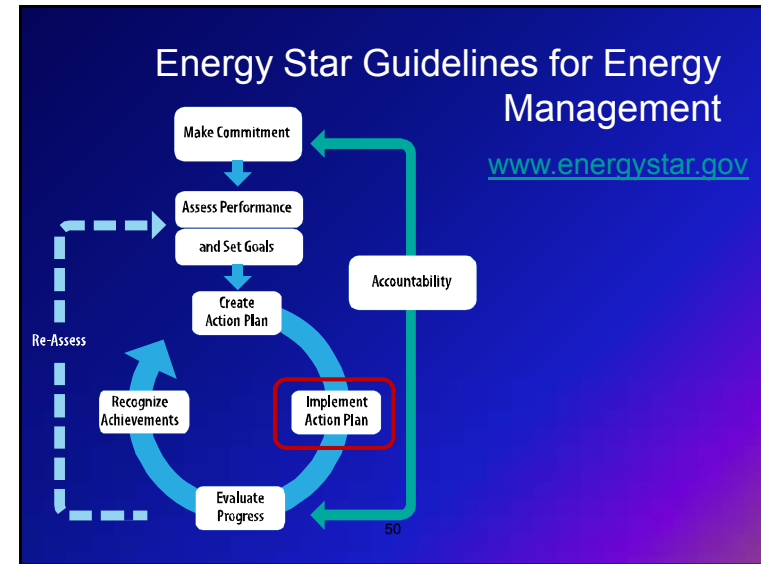 Energy Star Guidelines for Energy
Management
www.energystar.gov
Make Commitment
Assess Performance
and Set Goals
Accountability
Create
Action Plan
Re-Assess
Recognize
Achievements
Implement
Action Plan
Evaluate
Progress
50